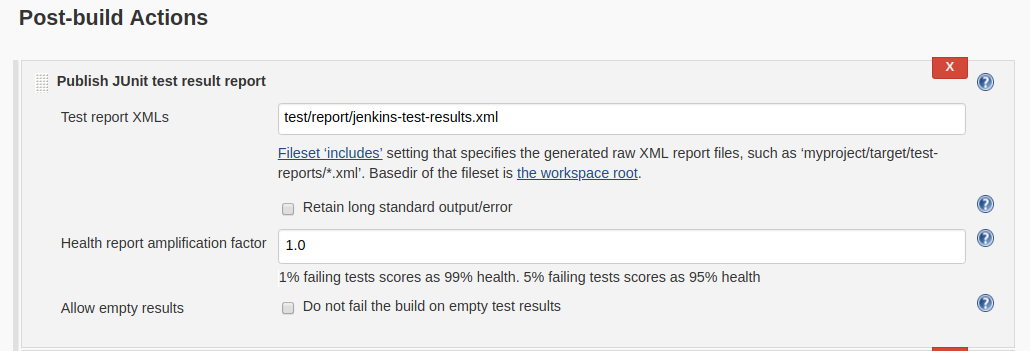 Post-build Actions
X
Publish JUnit test result report
?
Test report XMLs
test/report/jenkins-test-results.xml
Fileset ‘includes’ setting that specifies the generated raw XML report files, such as ‘myproject/target/test-
reports/*.xml’. Basedir of the fileset is the workspace root.
Retain long standard output/error
?
Health report amplification factor
1.0
?
1% failing tests scores as 99% health. 5% failing tests scores as 95% health
Allow empty results
Do not fail the build on empty test results
?